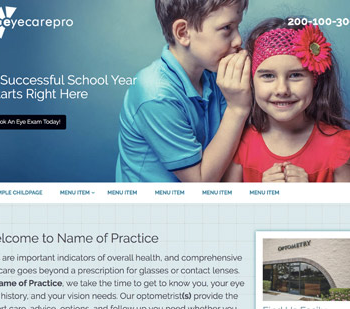 eyecarepro
200-100-30
Successful School Year
tarts Right Here
ok An Eye Exam Today!
MPLE CHILDPAGE
MENU ITEM
MENU ITEM
MENU ITEM
MENU ITEM
MENU ITEM
elcome to Name of Practice
are important indicators of overall health, and comprehensive
care goes beyond a prescription for glasses or contact lenses.
ame of Practice, we take the time to get to know you, your eye
history, and your vision needs. Our optometrist(s) provide the
OPTOMETRY